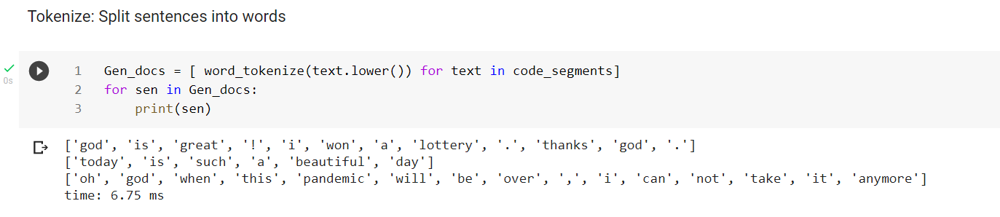 Tokenize: Split sentences into words
0s
1 Gen_docs = [ word_tokenize(text.lower()) for text in code_segments]
2 for sen in Gen_docs:
3     print(sen)
['god', 'is', 'great', '!', 'i', 'won', 'a', 'lottery', '.', 'thanks', 'god', '.']
['today', 'is', 'such', 'a', 'beautiful', 'day']
['oh', 'god', 'when', 'this', 'pandemic', 'will', 'be', 'over', ',', 'i', 'can', 'not', 'take', 'it', 'anymore']
time: 6.75 ms